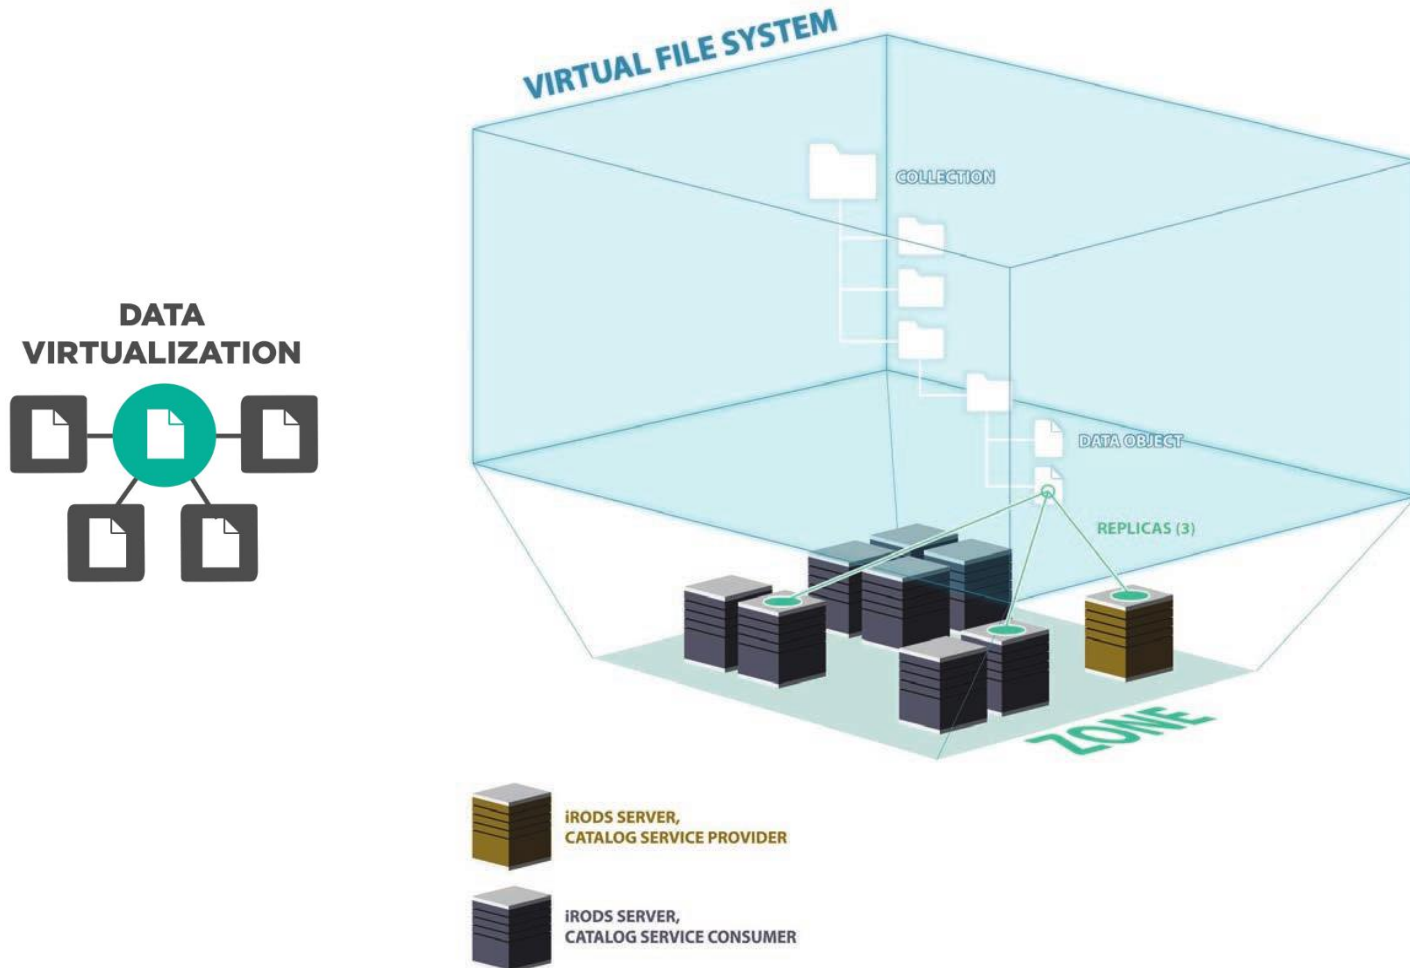 VIRTUAL FILE SYSTEM
COLLECTION
DATA
VIRTUALIZATION
DATA OBJECT
REPLICAS (3)
ZONE
iRODS SERVER,
CATALOG SERVICE PROVIDER
iRODS SERVER,
CATALOG SERVICE CONSUMER